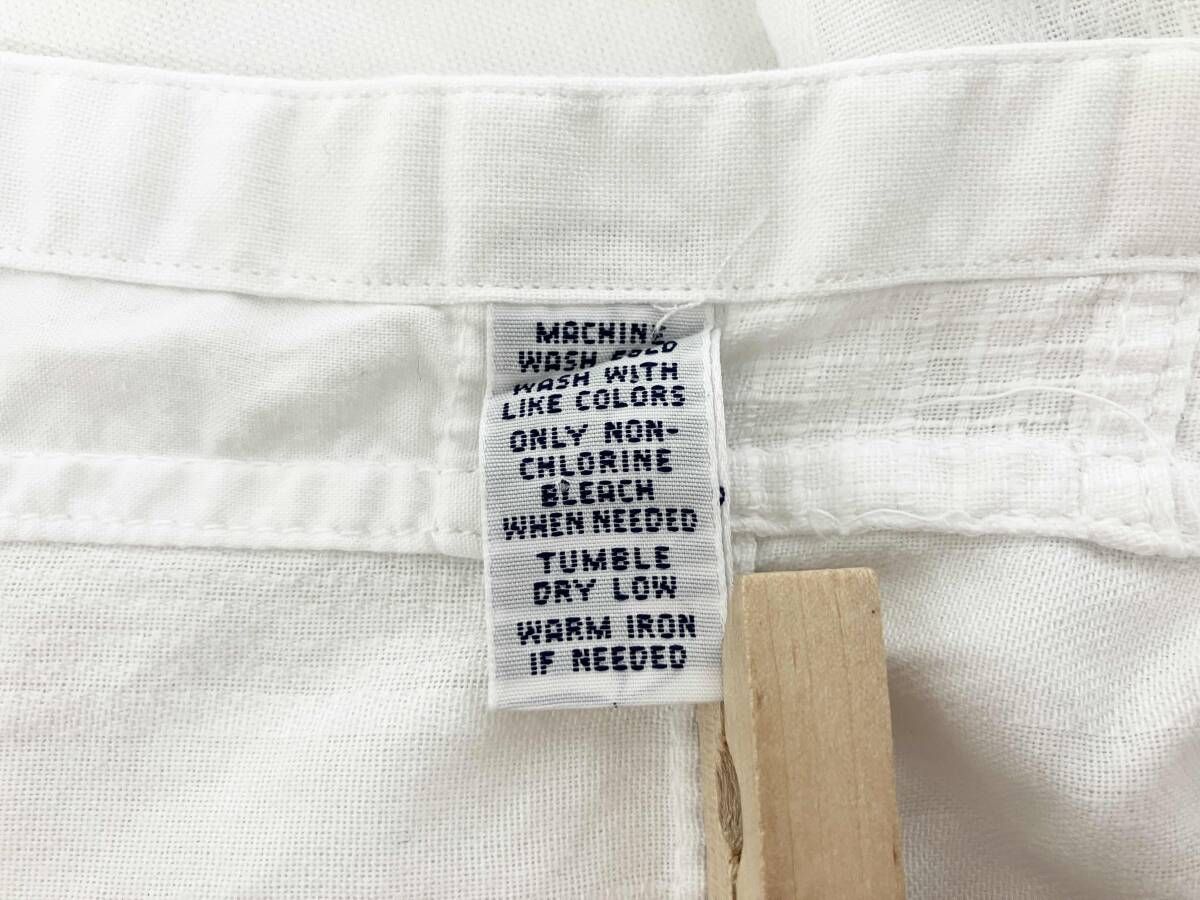 MACHINE
WASH COLD
WASH WITH
LIKE COLORS
ONLY NON-
CHLORINE
BLEACH
WHEN NEEDED
TUMBLE
DRY LOW
WARM IRON
IF NEEDED